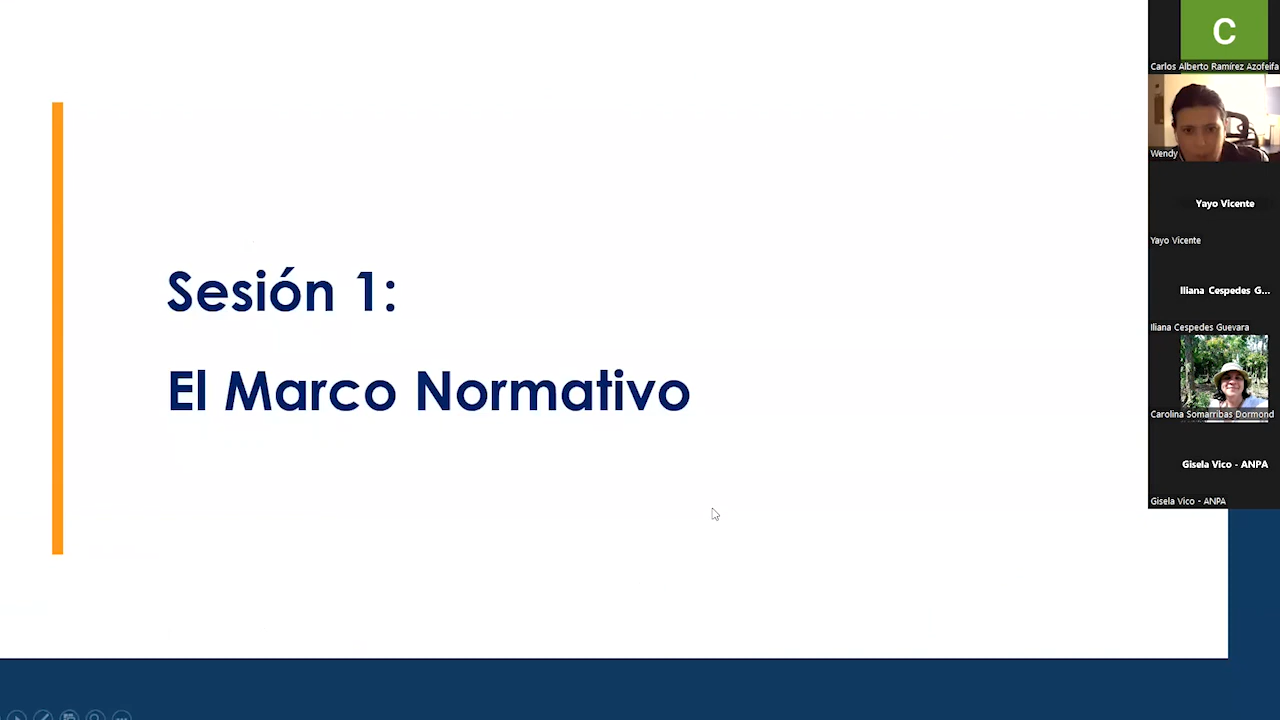 Sesión 1:
El Marco Normativo
C
Carlos Alberto Ramírez Azofeifa
Wendy
Yayo Vicente
Yayo Vicente
Iliana Cespedes G...
Iliana Cespedes Guevara
Carolina Somarribas Dormond
Gisela Vico - ANPA
Gisela Vico - ANPA